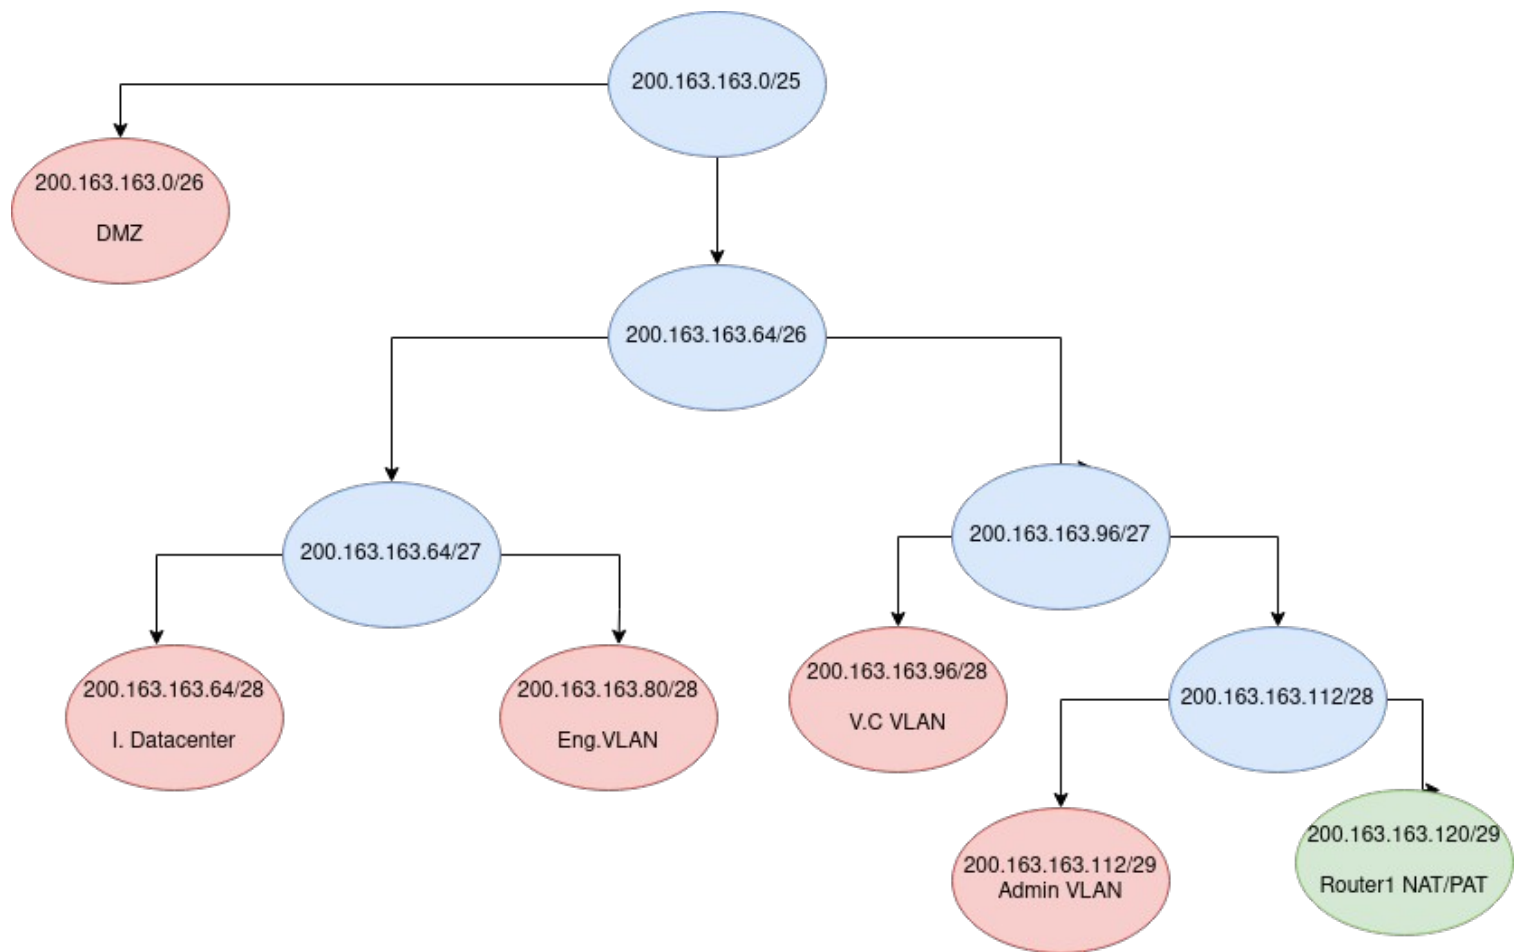 200.163.163.0/25
200.163.163.0/26
DMZ
200.163.163.64/26
200.163.163.64/27
200.163.163.96/27
200.163.163.64/28
I. Datacenter
200.163.163.80/28
Eng.VLAN
200.163.163.96/28
V.C VLAN
200.163.163.112/28
200.163.163.112/29
Admin VLAN
200.163.163.120/29
Router1 NAT/PAT